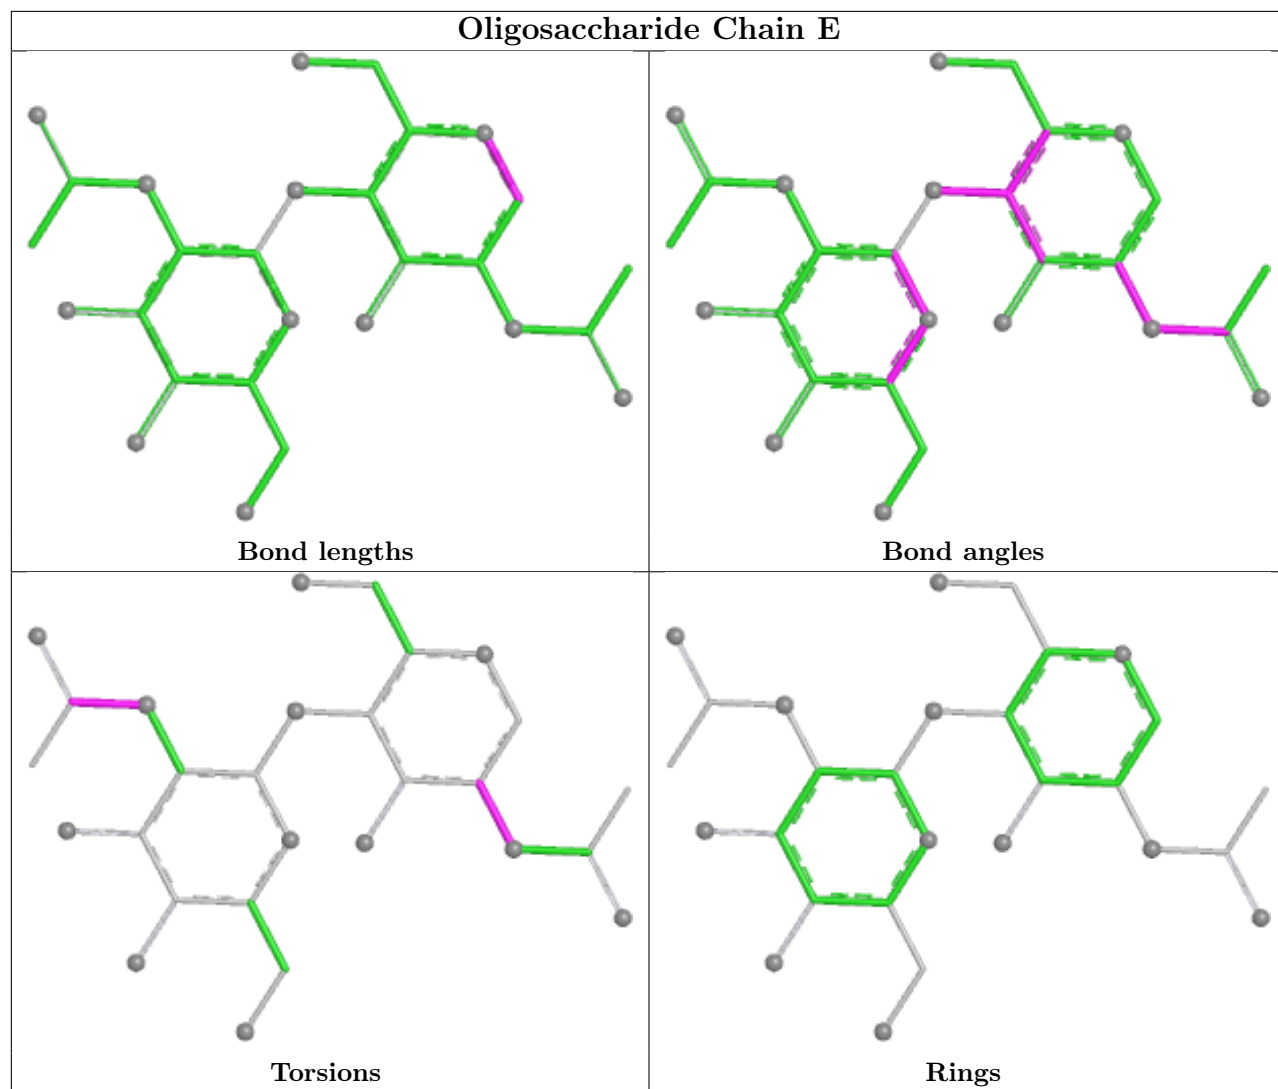 Oligosaccharide Chain E
Bond lengths
Bond angles
Torsions
Rings